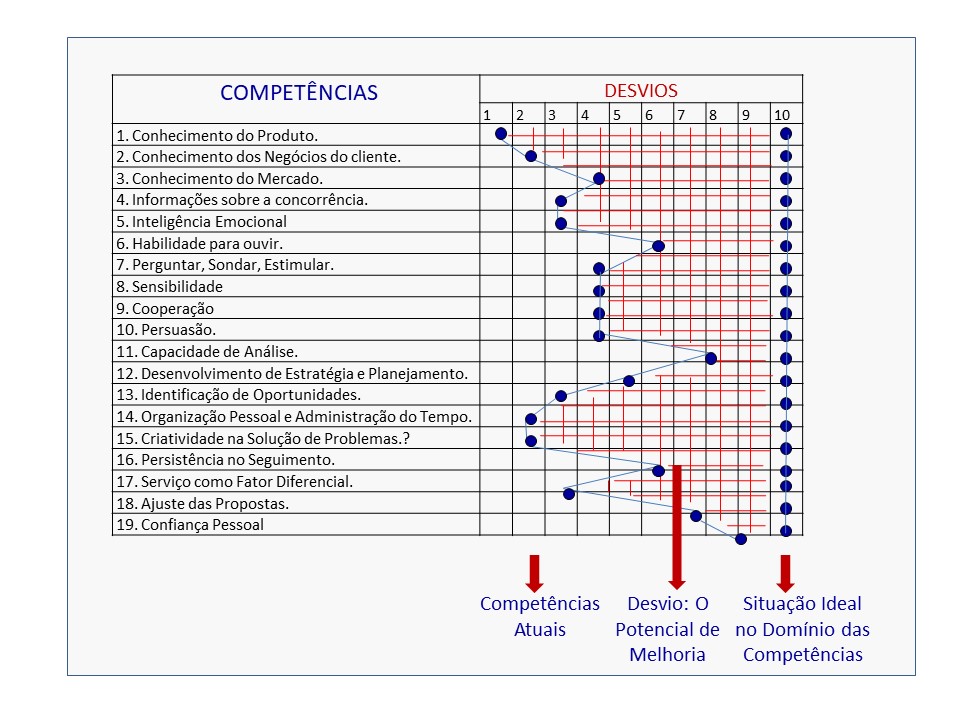 COMPETÊNCIAS
DESVIOS
1 2 3 4 5 6 7 8 9 10
1. Conhecimento do Produto.
2. Conhecimento dos Negócios do cliente.
3. Conhecimento do Mercado.
4. Informações sobre a concorrência.
5. Inteligência Emocional
6. Habilidade para ouvir.
7. Perguntar, Sondar, Estimular.
8. Sensibilidade
9. Cooperação
10. Persuasão.
11. Capacidade de Análise.
12. Desenvolvimento de Estratégia e Planejamento.
13. Identificação de Oportunidades.
14. Organização Pessoal e Administração do Tempo.
15. Criatividade na Solução de Problemas.?
16. Persistência no Seguimento.
17. Serviço como Fator Diferencial.
18. Ajuste das Propostas.
19. Confiança Pessoal
Competências
Atuais
Desvio: O
Potencial de
Melhoria
Situação Ideal
no Domínio das
Competências